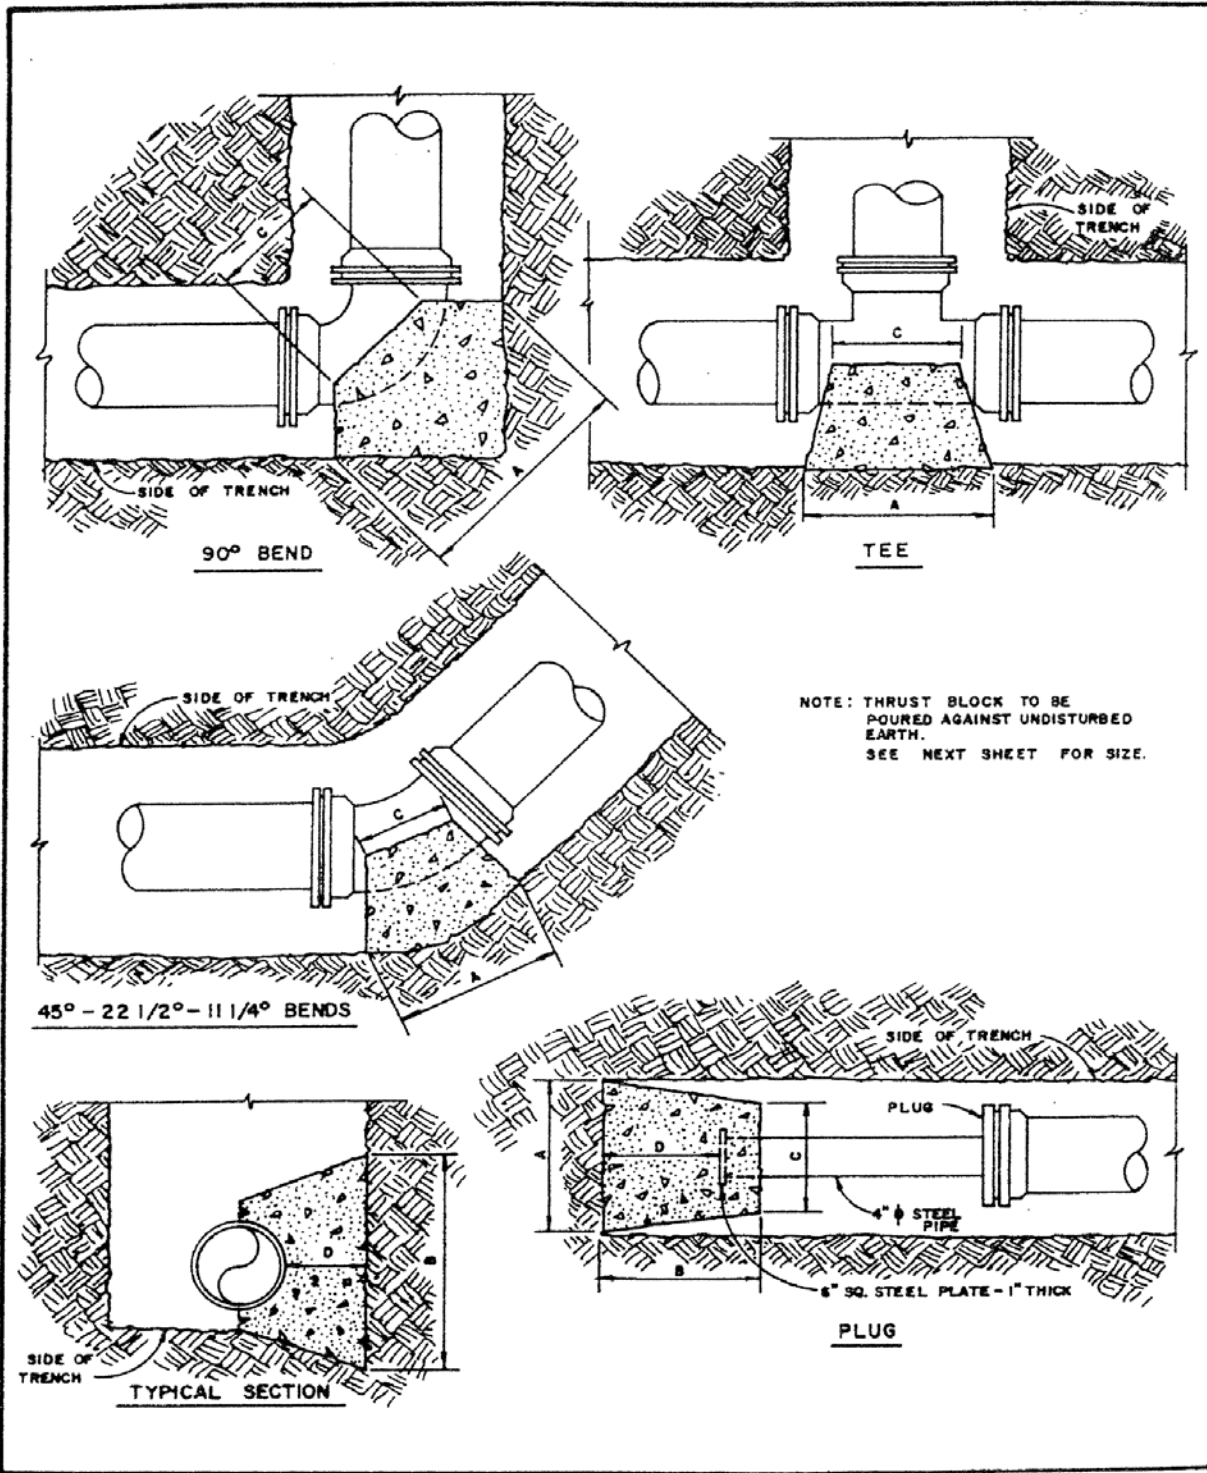 C
SIDE OF TRENCH
A
90° BEND
SIDE OF
TRENCH
C
A
TEE
SIDE OF TRENCH
C
A
45° - 22 1/2° - 11 1/4° BENDS
NOTE: THRUST BLOCK TO BE
POURED AGAINST UNDISTURBED
EARTH.
SEE NEXT SHEET FOR SIZE.
D
B
SIDE OF
TRENCH
TYPICAL SECTION
SIDE OF TRENCH
PLUG
A
D
C
4" ϕ STEEL
PIPE
B
SQ. STEEL PLATE - 1" THICK
PLUG